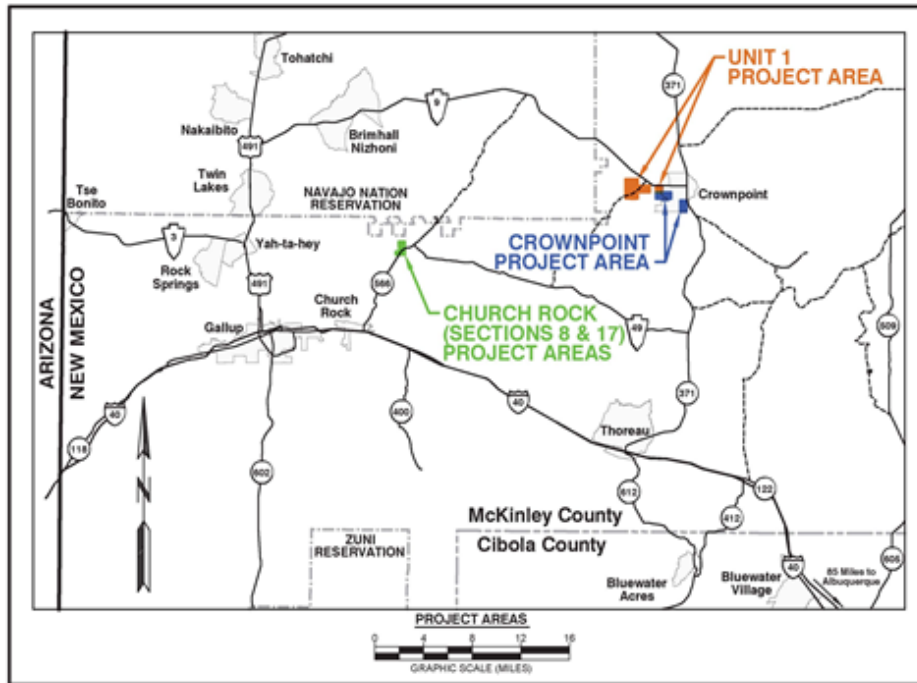 Tohatchi
371
UNIT 1
PROJECT AREA
9
Nakaibito
491
Brimhall
Nizhoni
Twin
Lakes
Tse
Bonito
NAVAJO NATION
RESERVATION
Crownpoint
3
Yah-ta-hey
CROWNPOINT
PROJECT AREA
Rock
Springs
491
566
Church
Rock
CHURCH ROCK
(SECTIONS 8 & 17)
PROJECT AREAS
49
509
Gallup
ARIZONA
NEW MEXICO
40
371
40
400
Thoreau
118
602
N
612
122
McKinley County
412
Cibola County
ZUNI
RESERVATION
605
Bluewater
Acres
Bluewater
Village
40
85 Miles to
Albuquerque
PROJECT AREAS
0 4 8 12 16
GRAPHIC SCALE (MILES)